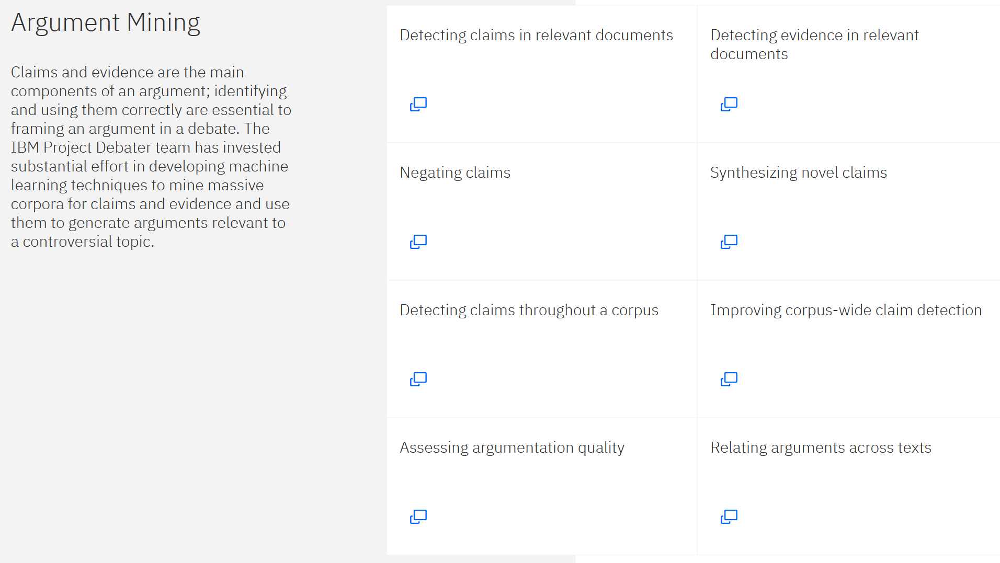 Argument Mining
Claims and evidence are the main
components of an argument; identifying
and using them correctly are essential to
framing an argument in a debate. The
IBM Project Debater team has invested
substantial effort in developing machine
learning techniques to mine massive
corpora for claims and evidence and use
them to generate arguments relevant to
a controversial topic.
Detecting claims in relevant documents
Detecting evidence in relevant
documents
Negating claims
Synthesizing novel claims
Detecting claims throughout a corpus
Improving corpus-wide claim detection
Assessing argumentation quality
Relating arguments across texts